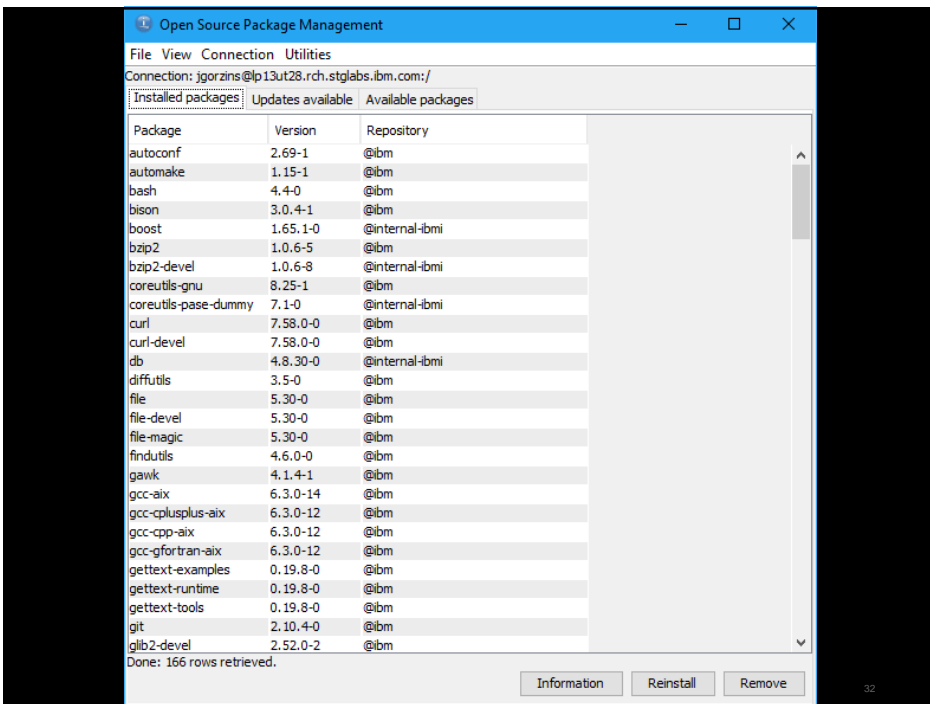 Open Source Package Management
File View Connection Utilities
Connection: jgorzins@lp13ut28.rch.stglabs.ibm.com:/
Installed packages Updates available Available packages
Package Version Repository
autoconf 2.69-1 @ibm
automake 1.15-1 @ibm
bash 4.4-0 @ibm
bison 3.0.4-1 @ibm
boost 1.65.1-0 @internal-ibmi
bzip2 1.0.6-5 @ibm
bzip2-devel 1.0.6-8 @internal-ibmi
coreutils-gnu 8.25-1 @ibm
coreutils-pase-dummy 7.1-0 @internal-ibmi
curl 7.58.0-0 @ibm
curl-devel 7.58.0-0 @ibm
db 4.8.30-0 @internal-ibmi
diffutils 3.5-0 @ibm
file 5.30-0 @ibm
file-devel 5.30-0 @ibm
file-magic 5.30-0 @ibm
findutils 4.6.0-0 @ibm
gawk 4.1.4-1 @ibm
gcc-aix 6.3.0-14 @ibm
gcc-cplusplus-aix 6.3.0-12 @ibm
gcc-cpp-aix 6.3.0-12 @ibm
gcc-gfortran-aix 6.3.0-12 @ibm
gettext-examples 0.19.8-0 @ibm
gettext-runtime 0.19.8-0 @ibm
gettext-tools 0.19.8-0 @ibm
git 2.10.4-0 @ibm
glib2-devel 2.52.0-2 @ibm
Done: 166 rows retrieved.
Information Reinstall Remove
32